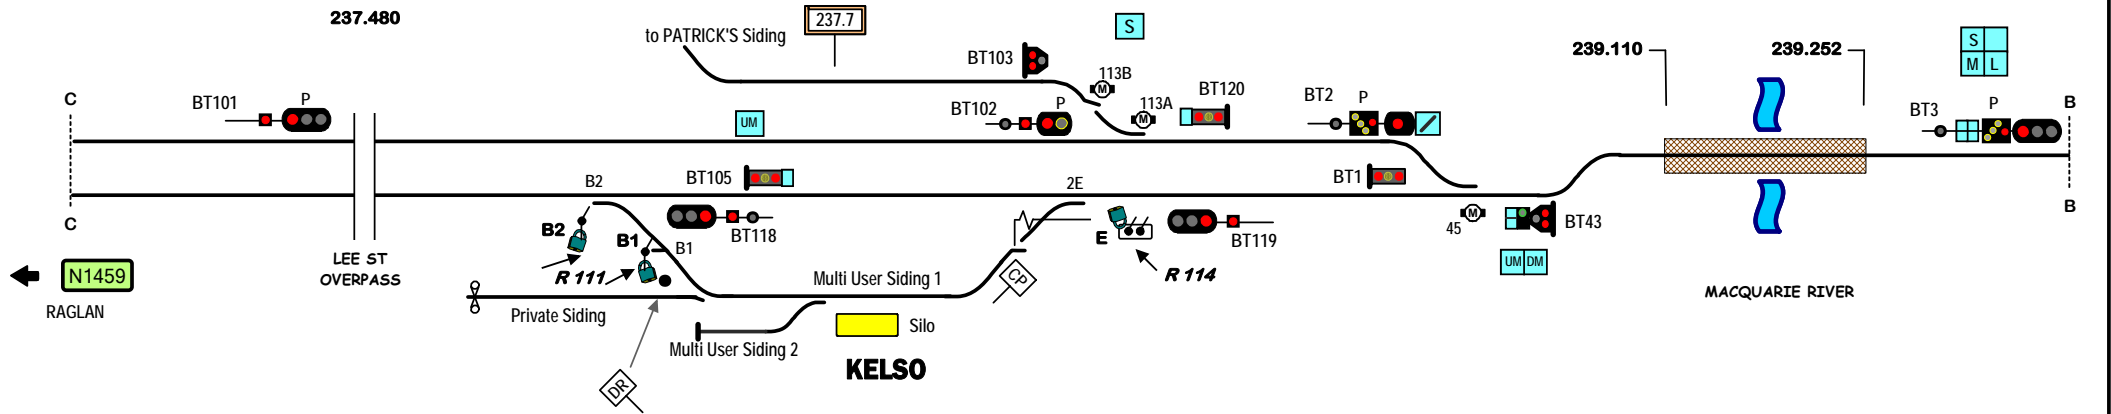 237.480
237.7
to PATRICK'S Siding
S
BT103
113B
239.110
239.252
S
M L
C
BT101
P
UM
BT102
P
113A
M
M
BT120
BT2
P
BT3
P
B
B2
BT105
2E
BT1
C
B2
B1
B1
BT118
E
BT119
45
M
BT43
B
LEE ST
OVERPASS
R 111
R 114
UM DM
N1459
RAGLAN
Multi User Siding 1
CP
MACQUARIE RIVER
Private Siding
Silo
Multi User Siding 2
KELSO
DR